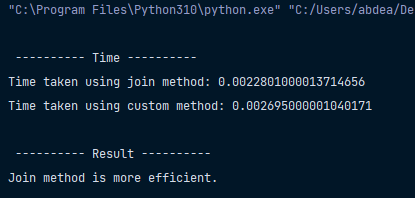 "C:\Program Files\Python310\python.exe" "C:/Users/abdea/De
---------- Time ----------
Time taken using join method: 0.0022801000013714656
Time taken using custom method: 0.002695000001040171
---------- Result ----------
Join method is more efficient.